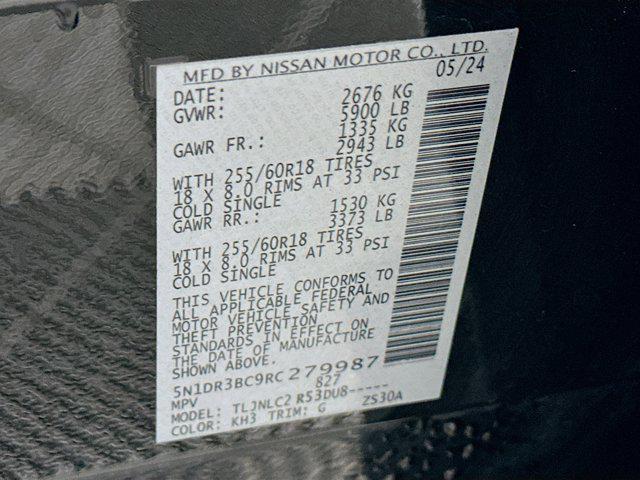 MFD BY NISSAN MOTOR CO., LTD.
DATE: 05/24
GVWR: 2676 KG
5900 LB
GAWR FR.: 1335 KG
2943 LB
WITH 255/60R18 TIRES
18 X 8.0 RIMS AT 33 PSI
COLD SINGLE
GAWR RR.: 1530 KG
3373 LB
WITH 255/60R18 TIRES
18 X 8.0 RIMS AT 33 PSI
COLD SINGLE
THIS VEHICLE CONFORMS TO
ALL APPLICABLE FEDERAL
MOTOR VEHICLE SAFETY AND
THEFT PREVENTION
STANDARDS IN EFFECT ON
THE DATE OF MANUFACTURE
SHOWN ABOVE.
5N1DR3BC9RC279987
MPV 827
MODEL: TLJNLC2 R53DU8-----
COLOR: KH3 TRIM: G ZS30A